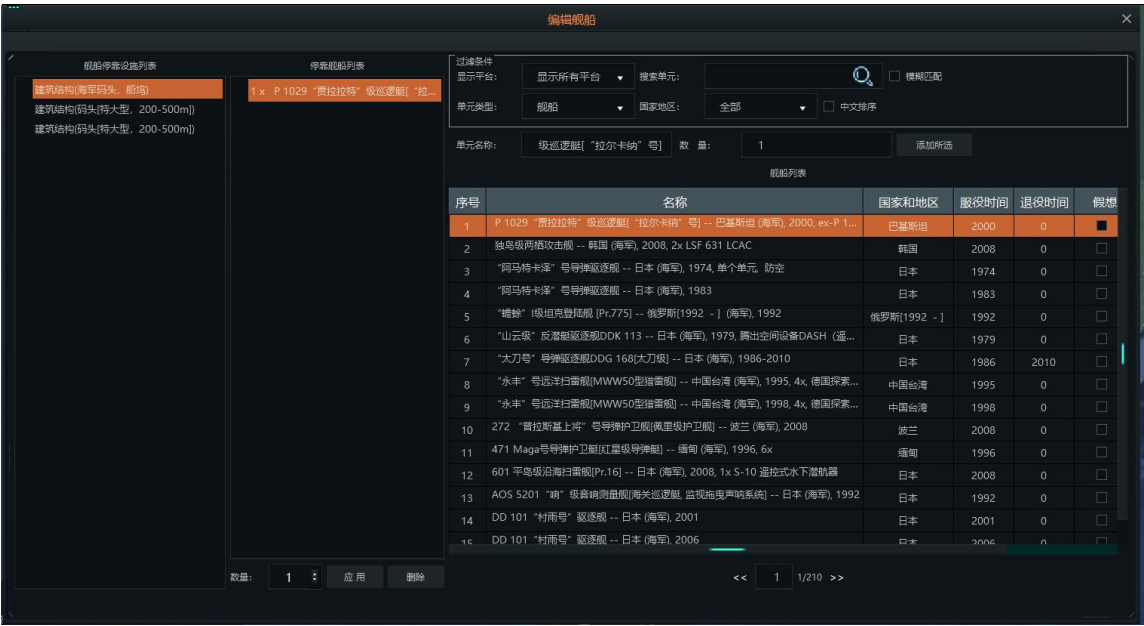 编辑舰船
舰船停靠设施列表
建筑结构(海军码头，船坞)
建筑结构(码头[特大型，200-500m])
建筑结构(码头[特大型，200-500m])
停靠舰船列表
1 x P 1029 “贾拉拉特” 级巡逻艇[ “拉...
数量: 1 应 用 删除
过滤条件
显示平台: 显示所有平台 搜索单元: 模糊匹配
单元类型: 舰船 国家地区: 全部 中文排序
单元名称: 级巡逻艇[ “拉尔卡纳” 号] 数 量: 1 添加所选
舰船列表
序号 名称 国家和地区 服役时间 退役时间 假想
1 P 1029 “贾拉拉特” 级巡逻艇[ “拉尔卡纳” 号] -- 巴基斯坦 (海军), 2000, ex-P 1... 巴基斯坦 2000 0
2 独岛级两栖攻击舰 -- 韩国 (海军), 2008, 2x LSF 631 LCAC 韩国 2008 0
3 “阿马特卡泽” 号导弹驱逐舰 -- 日本 (海军), 1974, 单个单元，防空 日本 1974 0
4 “阿马特卡泽” 号导弹驱逐舰 -- 日本 (海军), 1983 日本 1983 0
5 “蟾蜍” I级坦克登陆舰 [Pr.775] -- 俄罗斯[1992 - ] (海军), 1992 俄罗斯[1992 - ] 1992 0
6 “山云级” 反潜艇驱逐舰DDK 113 -- 日本 (海军), 1979, 腾出空间设备DASH（遥... 日本 1979 0
7 “太刀号” 导弹驱逐舰DDG 168[太刀级] -- 日本 (海军), 1986-2010 日本 1986 2010
8 “永丰” 号远洋扫雷舰[MWW50型猎雷舰] -- 中国台湾 (海军), 1995, 4x, 德国探索... 中国台湾 1995 0
9 “永丰” 号远洋扫雷舰[MWW50型猎雷舰] -- 中国台湾 (海军), 1998, 4x, 德国探索... 中国台湾 1998 0
10 272 “普拉斯基上将” 号导弹护卫舰[佩里级护卫舰] -- 波兰 (海军), 2008 波兰 2008 0
11 471 Maga号导弹护卫艇[红星级导弹艇] -- 缅甸 (海军), 1996, 6x 缅甸 1996 0
12 601 平岛级沿海扫雷舰[Pr.16] -- 日本 (海军), 2008, 1x S-10 遥控式水下潜航器 日本 2008 0
13 AOS 5201 “响” 级音响测量舰[海关巡逻艇, 监视拖曳声呐系统] -- 日本 (海军), 1992 日本 1992 0
14 DD 101 “村雨号” 驱逐舰 -- 日本 (海军), 2001 日本 2001 0
15 DD 101 “村雨号” 驱逐舰 -- 日本 (海军), 2006 日本 2006 0
<< 1 1/210 >>